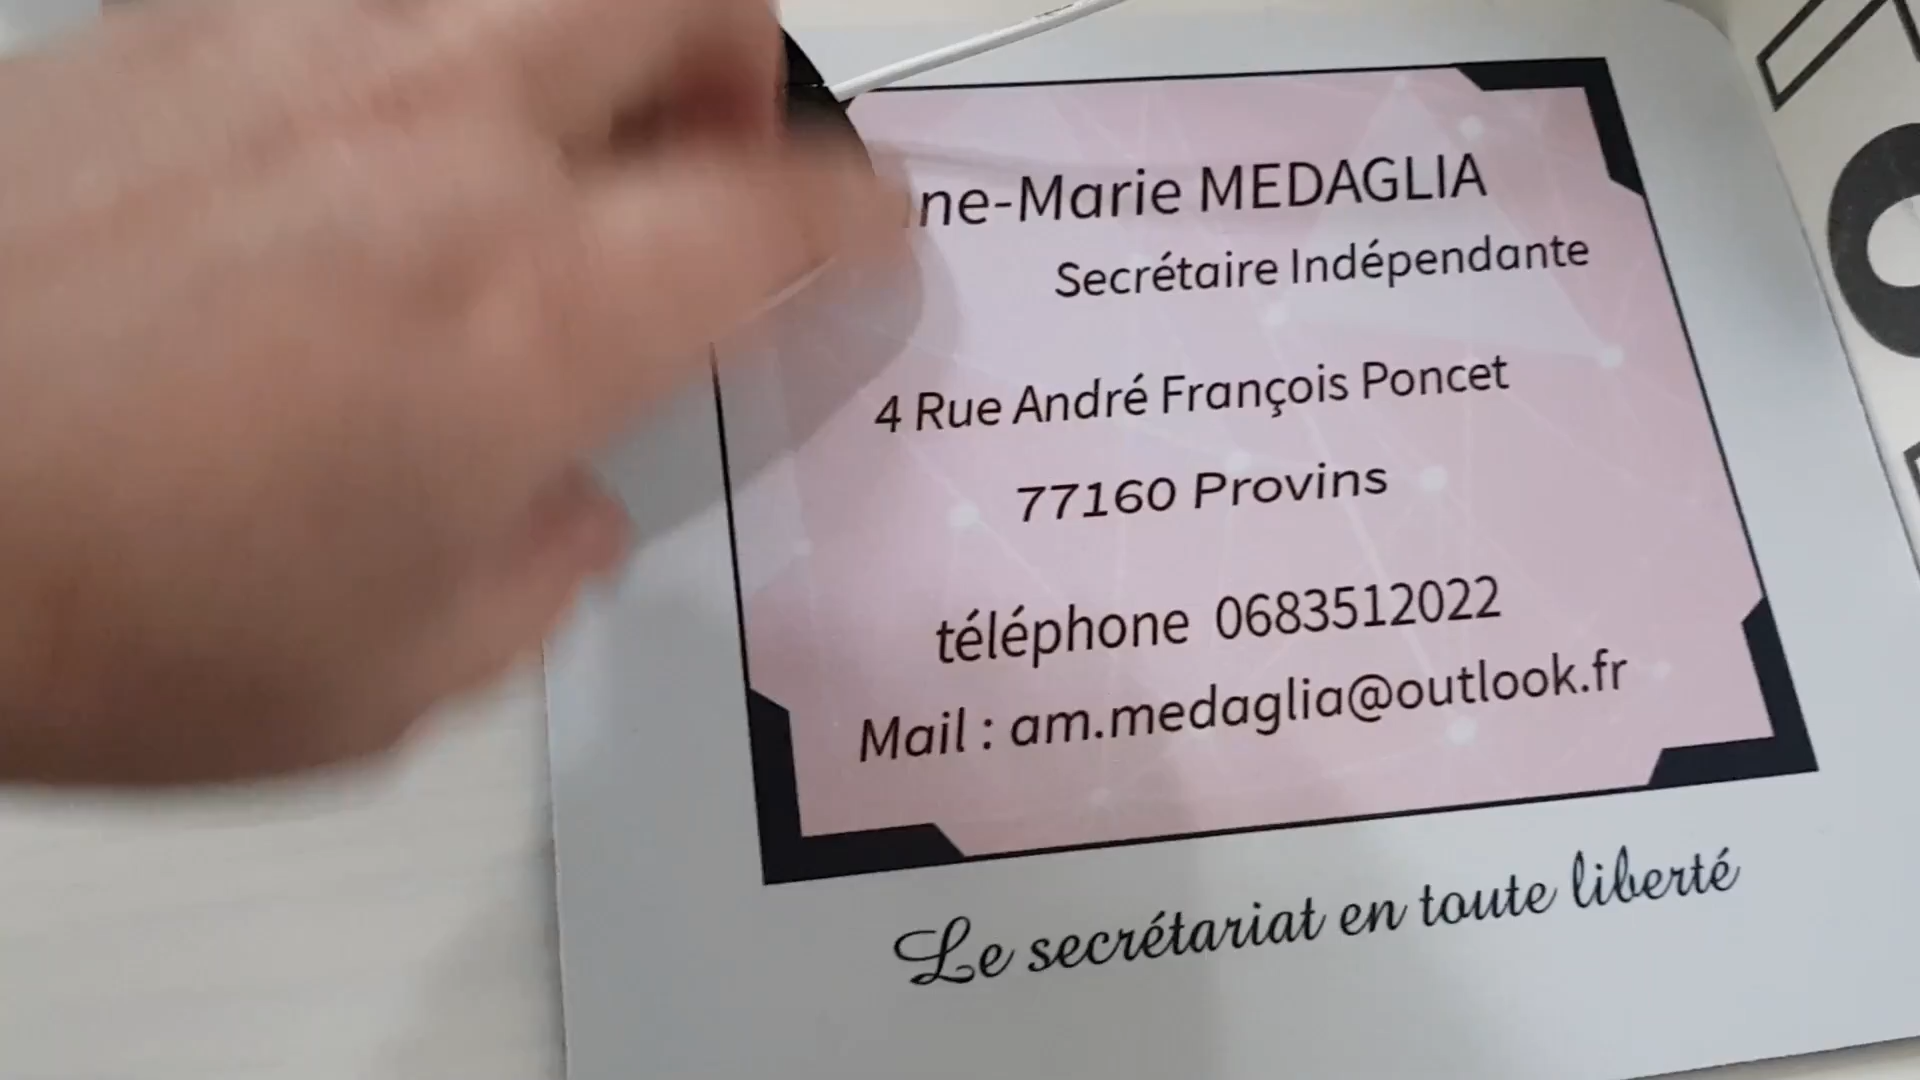 ne-Marie MEDAGLIA
Secrétaire Indépendante
4 Rue André François Poncet
77160 Provins
téléphone 0683512022
Mail : am.medaglia@outlook.fr
Le secrétariat en toute liberté